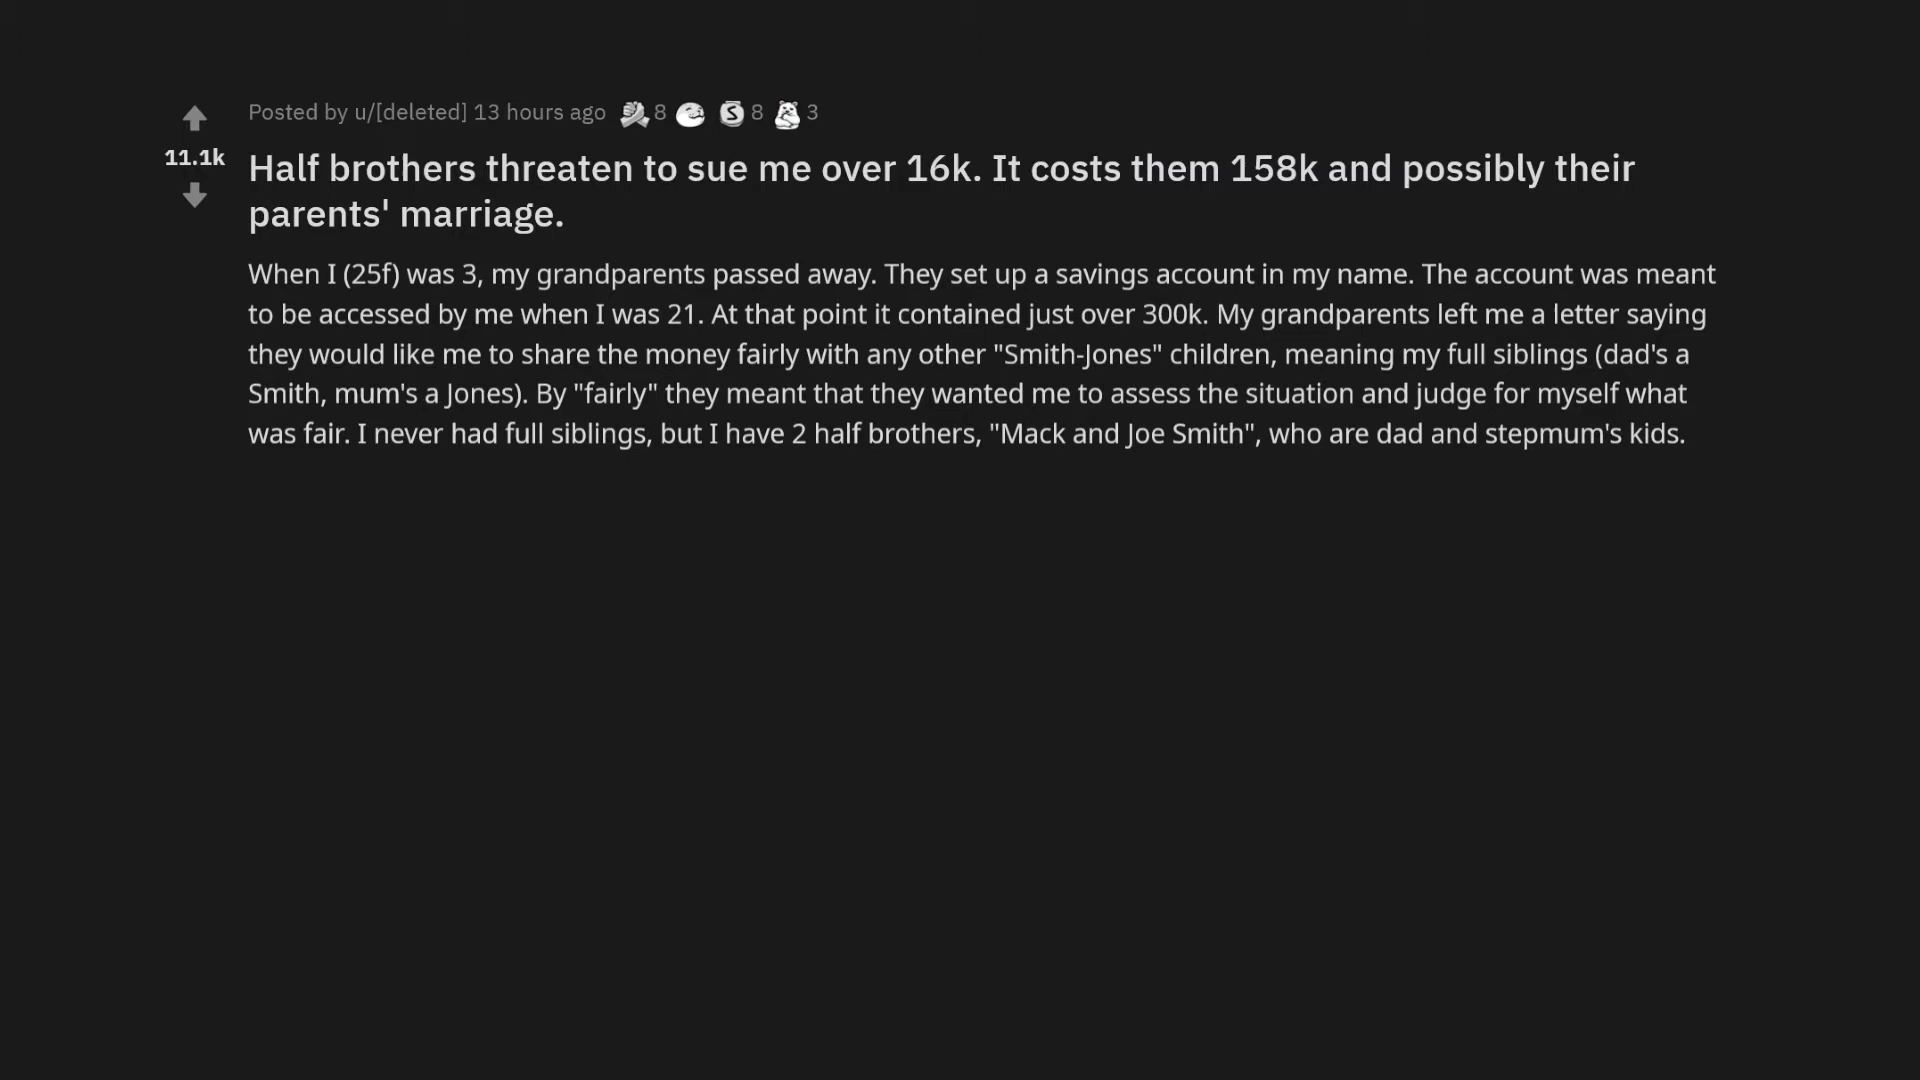 Posted by u/[deleted] 13 hours ago 8 S 8 3
11.1k
Half brothers threaten to sue me over 16k. It costs them 158k and possibly their
parents' marriage.
When I (25f) was 3, my grandparents passed away. They set up a savings account in my name. The account was meant
to be accessed by me when I was 21. At that point it contained just over 300k. My grandparents left me a letter saying
they would like me to share the money fairly with any other "Smith-Jones" children, meaning my full siblings (dad's a
Smith, mum's a Jones). By "fairly" they meant that they wanted me to assess the situation and judge for myself what
was fair. I never had full siblings, but I have 2 half brothers, "Mack and Joe Smith", who are dad and stepmum's kids.